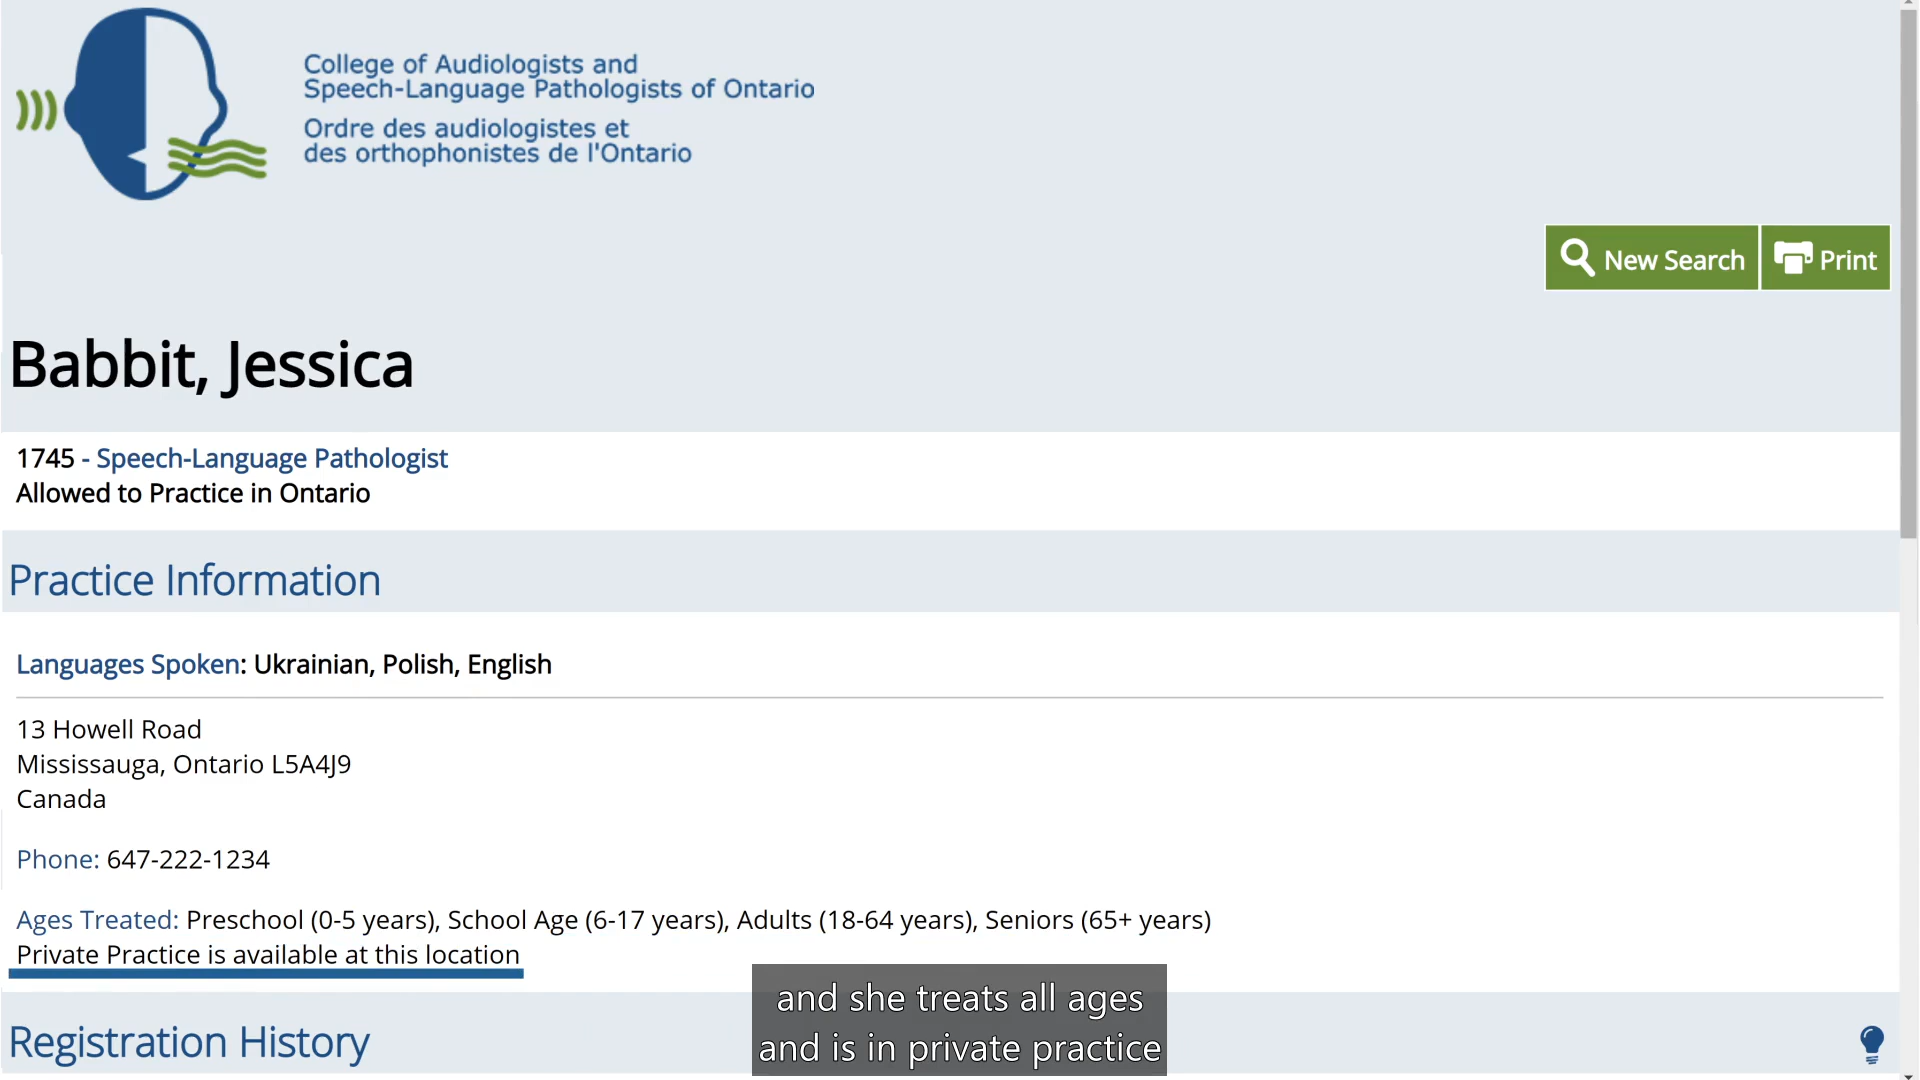 College of Audiologists and
Speech-Language Pathologists of Ontario
Ordre des audiologistes et
des orthophonistes de l'Ontario
New Search
Print
Babbit, Jessica
1745 - Speech-Language Pathologist
Allowed to Practice in Ontario
Practice Information
Languages Spoken: Ukrainian, Polish, English
13 Howell Road
Mississauga, Ontario L5A4J9
Canada
Phone: 647-222-1234
Ages Treated: Preschool (0-5 years), School Age (6-17 years), Adults (18-64 years), Seniors (65+ years)
Private Practice is available at this location
Registration History
and she treats all ages
and is in private practice